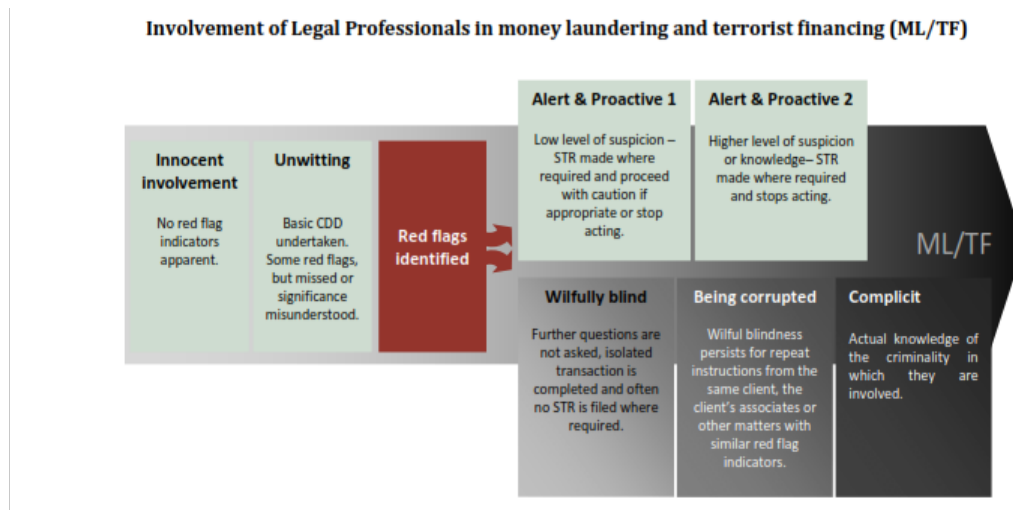 Involvement of Legal Professionals in money laundering and terrorist financing (ML/TF)
Innocent
involvement
No red flag
indicators
apparent.
Unwitting
Basic CDD
undertaken.
Some red flags,
but missed or
significance
misunderstood.
Red flags
identified
Alert & Proactive 1
Low level of suspicion –
STR made where
required and proceed
with caution if
appropriate or stop
acting.
Alert & Proactive 2
Higher level of suspicion
or knowledge– STR
made where required
and stops acting.
ML/TF
Wilfully blind
Further questions are
not asked, isolated
transaction is
completed and often
no STR is filed where
required.
Being corrupted
Wilful blindness
persists for repeat
instructions from the
same client, the
client's associates or
other matters with
similar red flag
indicators.
Complicit
Actual knowledge of
the criminality in
which they are
involved.